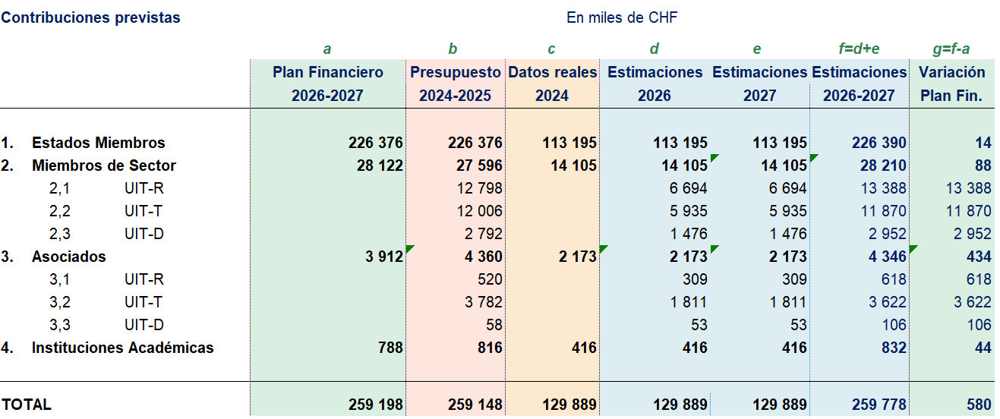 Contribuciones previstas En miles de CHF
a b c d e f=d+e g=f-a
Plan Financiero Presupuesto Datos reales Estimaciones Estimaciones Estimaciones Variación
2026-2027 2024-2025 2024 2026 2027 2026-2027 Plan Fin.
1. Estados Miembros 226 376 226 376 113 195 113 195 113 195 226 390 14
2. Miembros de Sector 28 122 27 596 14 105 14 105 14 105 28 210 88
2,1 UIT-R 12 798 6 694 6 694 13 388 13 388
2,2 UIT-T 12 006 5 935 5 935 11 870 11 870
2,3 UIT-D 2 792 1 476 1 476 2 952 2 952
3. Asociados 3 912 4 360 2 173 2 173 2 173 4 346 434
3,1 UIT-R 520 309 309 618 618
3,2 UIT-T 3 782 1 811 1 811 3 622 3 622
3,3 UIT-D 58 53 53 106 106
4. Instituciones Académicas 788 816 416 416 416 832 44
TOTAL 259 198 259 148 129 889 129 889 129 889 259 778 580